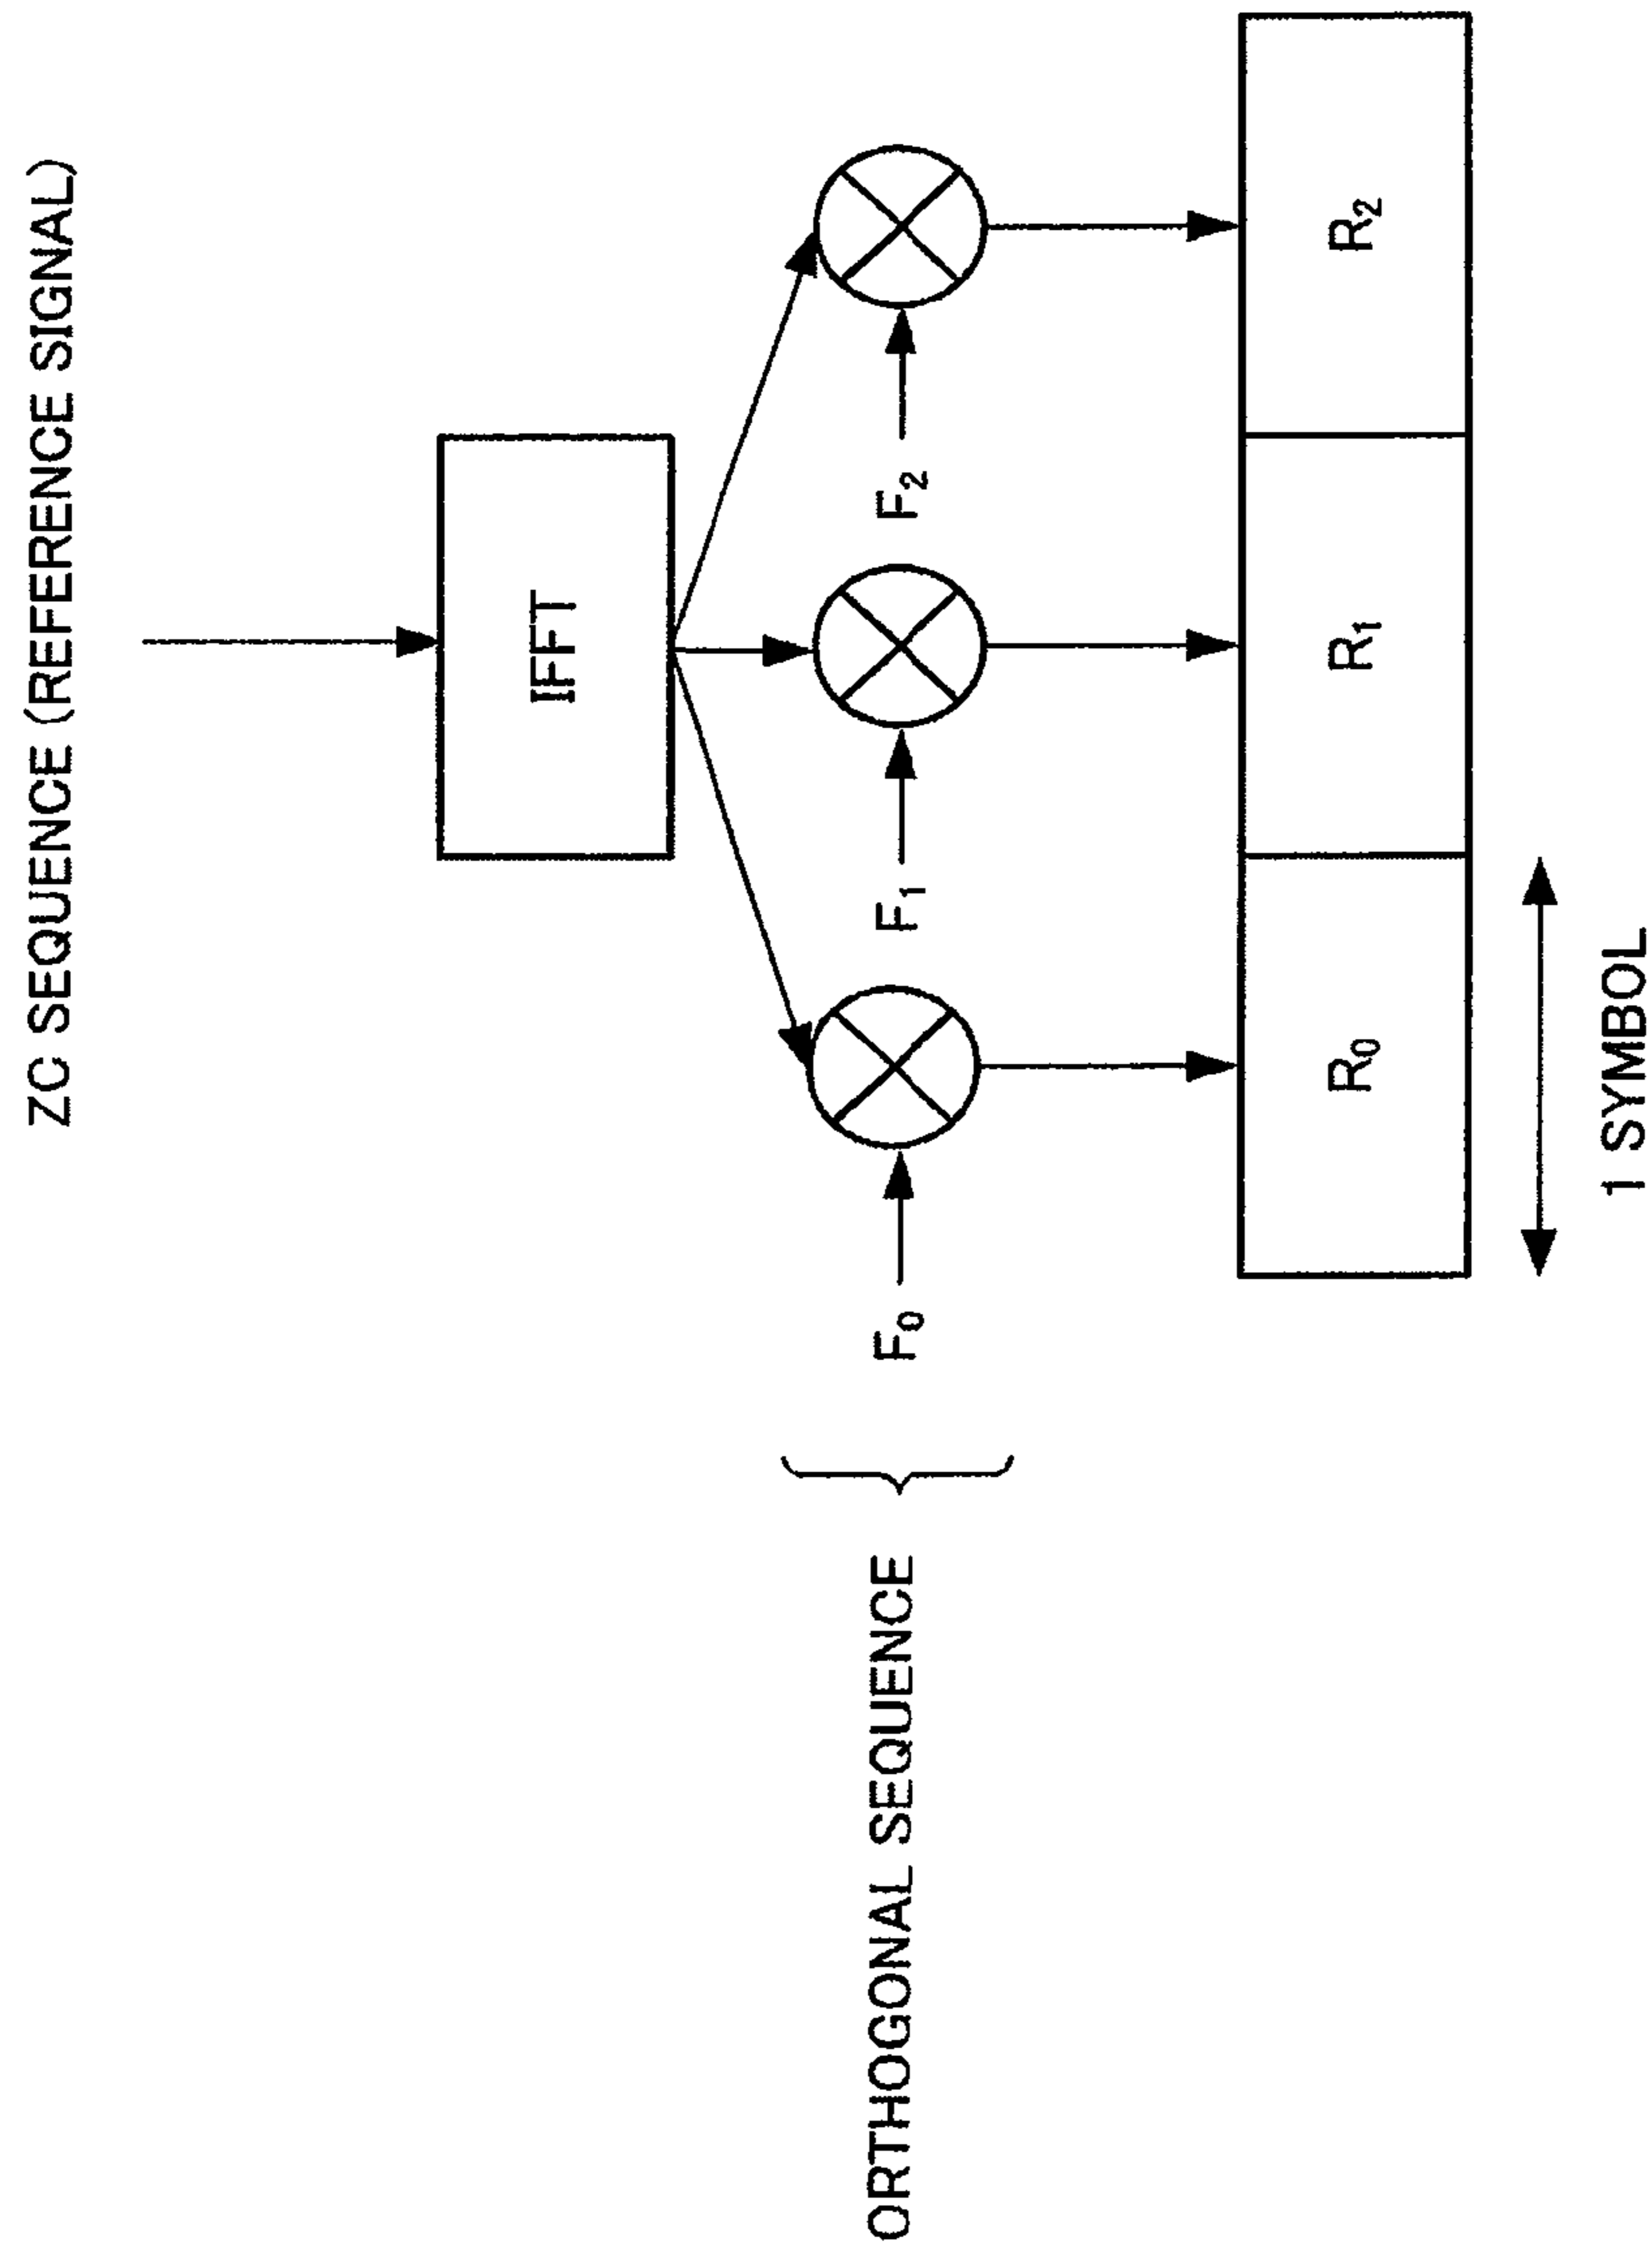 ZC SEQUENCE (REFERENCE SIGNAL)
IFFT
ORTHOGONAL SEQUENCE
F0
F1
F2
R0
R1
R2
1 SYMBOL